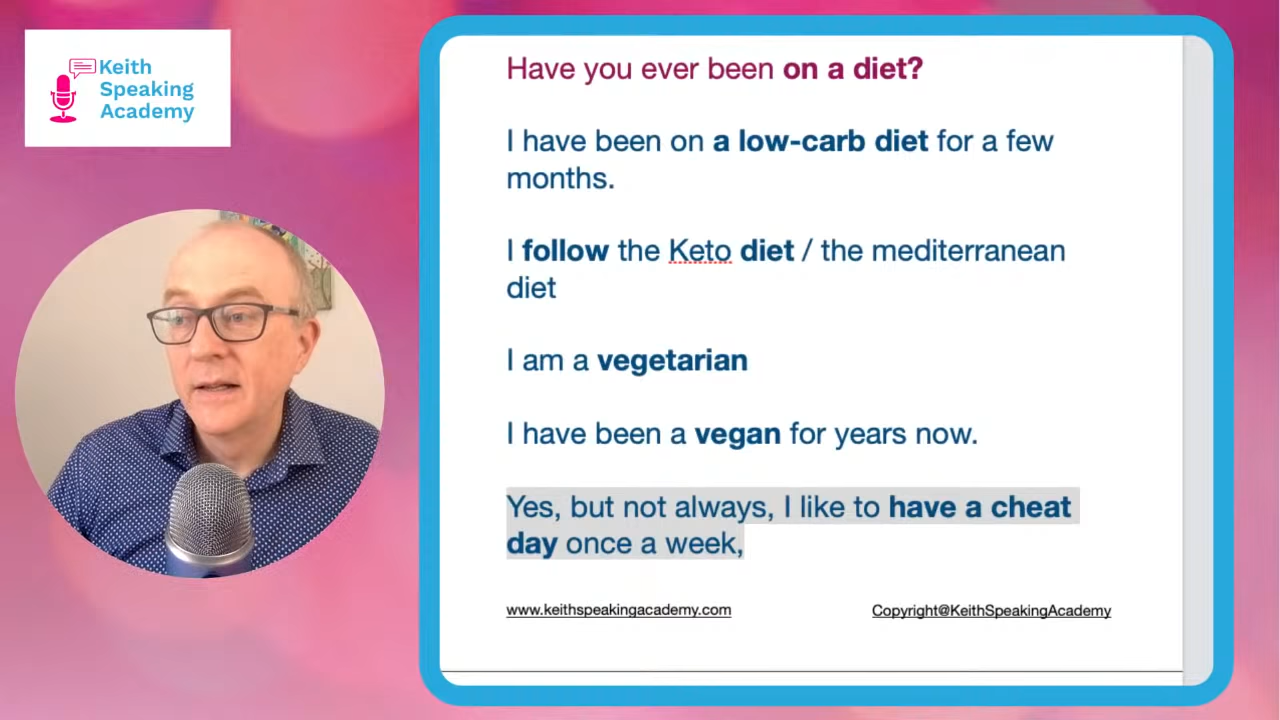 Keith
Speaking
Academy
Have you ever been on a diet?
I have been on a low-carb diet for a few
months.
I follow the Keto diet / the mediterranean
diet
I am a vegetarian
I have been a vegan for years now.
Yes, but not always, I like to have a cheat
day once a week,
www.keithspeakingacademy.com
Copyright@KeithSpeakingAcademy